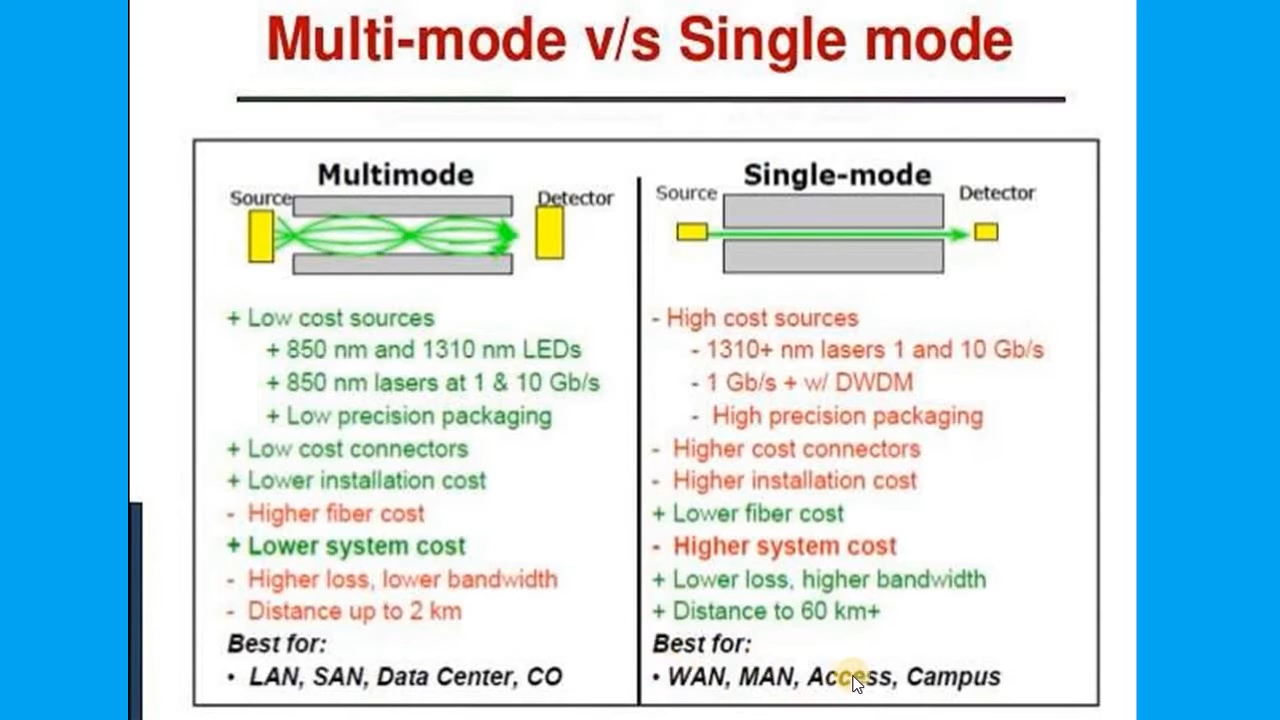 Multi-mode v/s Single mode
Multimode
Source
Detector
+ Low cost sources
+ 850 nm and 1310 nm LEDs
+ 850 nm lasers at 1 & 10 Gb/s
+ Low precision packaging
+ Low cost connectors
+ Lower installation cost
- Higher fiber cost
+ Lower system cost
- Higher loss, lower bandwidth
- Distance up to 2 km
Best for:
• LAN, SAN, Data Center, CO
Single-mode
Source
Detector
- High cost sources
- 1310+ nm lasers 1 and 10 Gb/s
- 1 Gb/s + w/ DWDM
- High precision packaging
- Higher cost connectors
- Higher installation cost
+ Lower fiber cost
- Higher system cost
+ Lower loss, higher bandwidth
+ Distance to 60 km+
Best for:
• WAN, MAN, Access, Campus